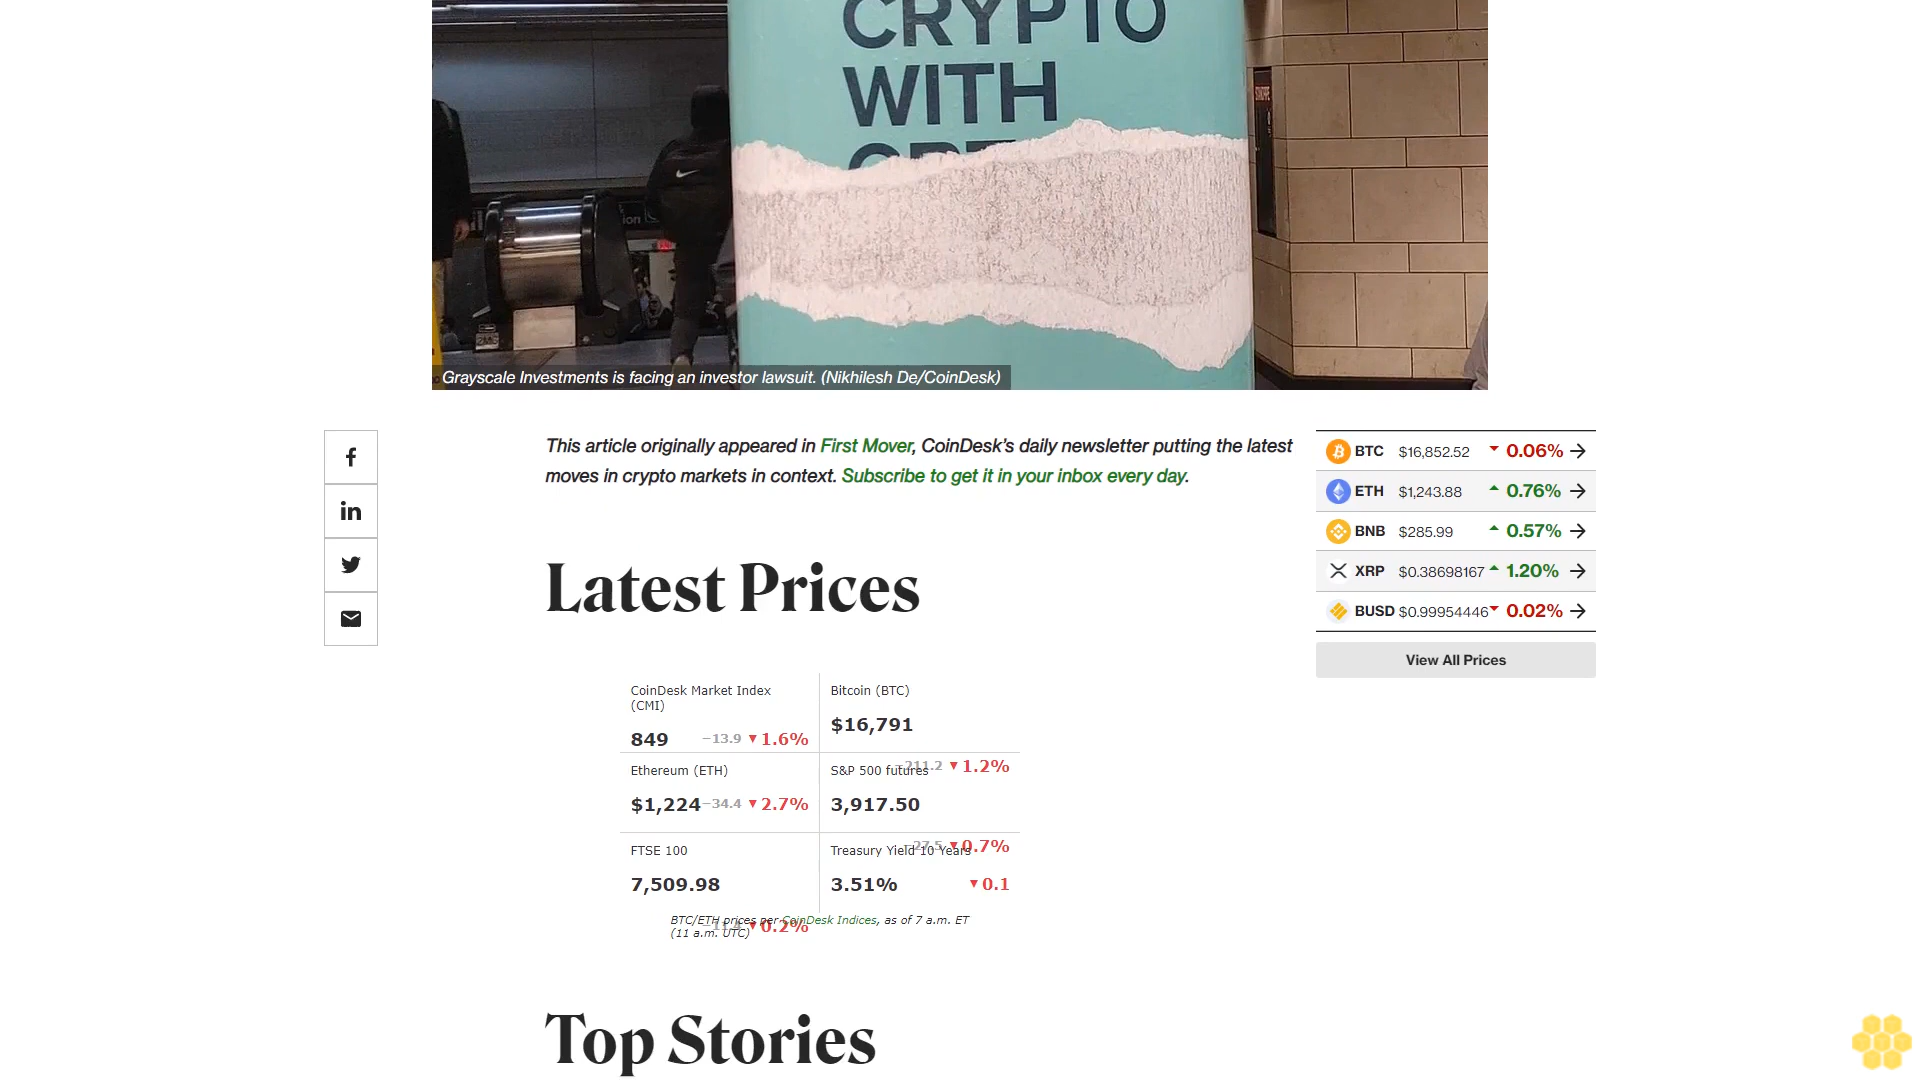 CRYPTO
WITH
Grayscale Investments is facing an investor lawsuit. (Nikhilesh De/CoinDesk)
This article originally appeared in First Mover, CoinDesk’s daily newsletter putting the latest
moves in crypto markets in context. Subscribe to get it in your inbox every day.
BTC $16,852.52 0.06%
ETH $1,243.88 0.76%
BNB $285.99 0.57%
XRP $0.38698167 1.20%
BUSD $0.99954446 0.02%
View All Prices
Latest Prices
CoinDesk Market Index
(CMI)
849 −13.9 ▼1.6%
Bitcoin (BTC)
$16,791
−211.2 ▼1.2%
Ethereum (ETH)
$1,224 −34.4 ▼2.7%
S&P 500 futures
3,917.50
−27.5 ▼0.7%
FTSE 100
7,509.98
▼0.2%
Treasury Yield 10 Years
3.51% ▼0.1
BTC/ETH prices per CoinDesk Indices, as of 7 a.m. ET
(11 a.m. UTC)
Top Stories